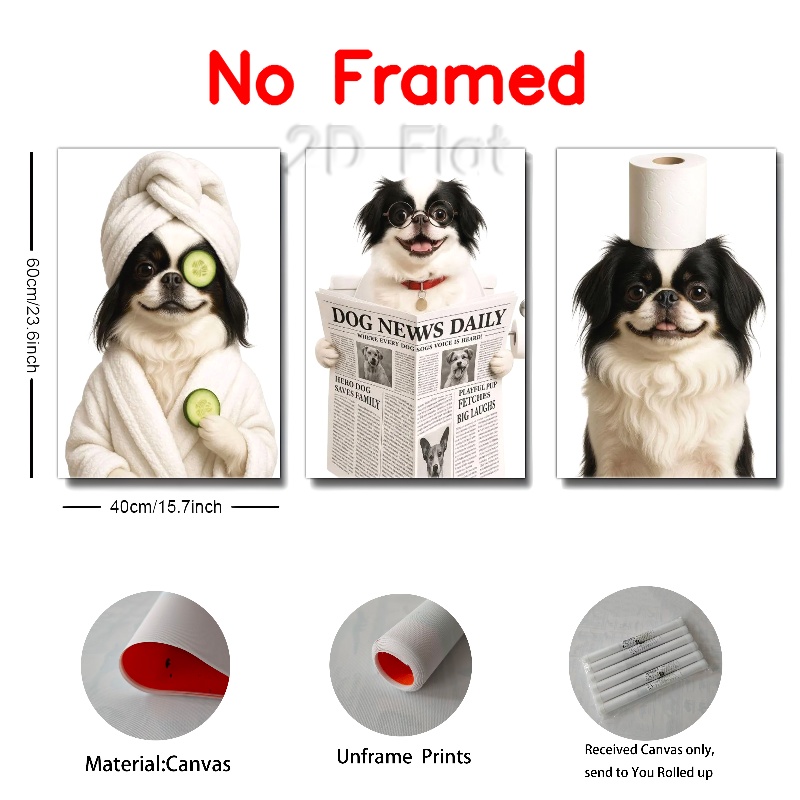 No Framed
2D Flat
60cm/23.6inch
40cm/15.7inch
DOG NEWS DAILY
WHERE EVERY DOG
VOICE IS HEARD!
HERO DOG
SAVES FAMILY
PLAYFUL PUP
FETCHES
BIG LAUGHS
Material:Canvas
Unframe Prints
Received Canvas only,
send to You Rolled up